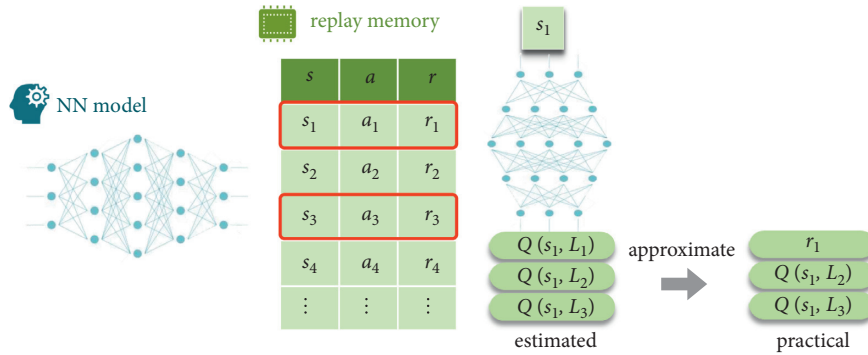 replay memory
NN model
s a r
s₁ a₁ r₁
s₂ a₂ r₂
s₃ a₃ r₃
s₄ a₄ r₄
⋮ ⋮ ⋮
s₁
Q (s₁, L₁)
Q (s₁, L₂)
Q (s₁, L₃)
estimated
approximate
r₁
Q (s₁, L₂)
Q (s₁, L₃)
practical